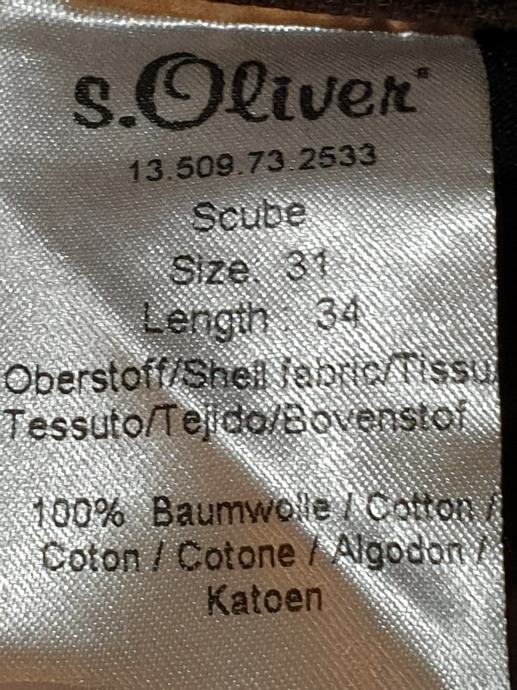 s.Oliver®
13.509.73.2533
Scube
Size: 31
Length : 34
Oberstoff/Shell fabric/Tissu
Tessuto/Tejido/Bovenstof
100% Baumwolle / Cotton /
Coton / Cotone / Algodon /
Katoen